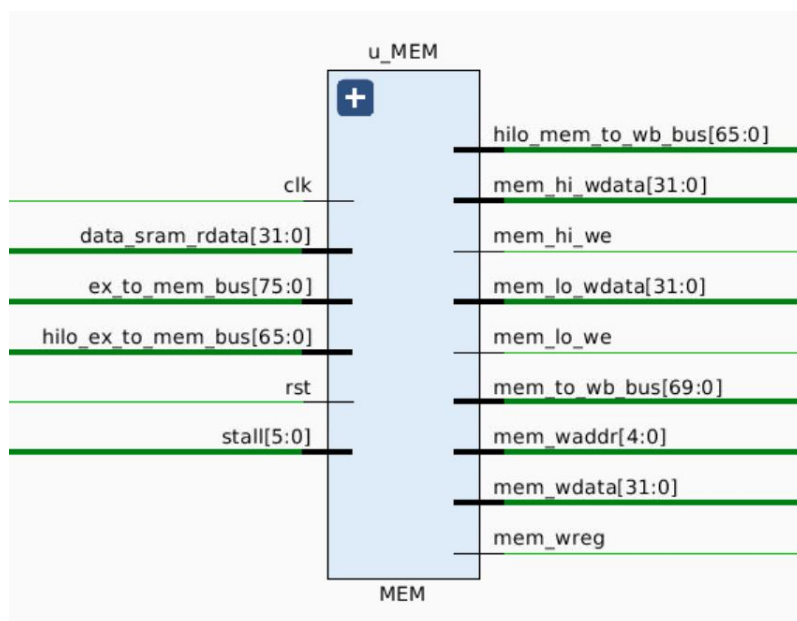 u_MEM
hilo_mem_to_wb_bus[65:0]
clk
mem_hi_wdata[31:0]
data_sram_rdata[31:0]
mem_hi_we
ex_to_mem_bus[75:0]
mem_lo_wdata[31:0]
hilo_ex_to_mem_bus[65:0]
mem_lo_we
rst
mem_to_wb_bus[69:0]
stall[5:0]
mem_waddr[4:0]
mem_wdata[31:0]
mem_wreg
MEM